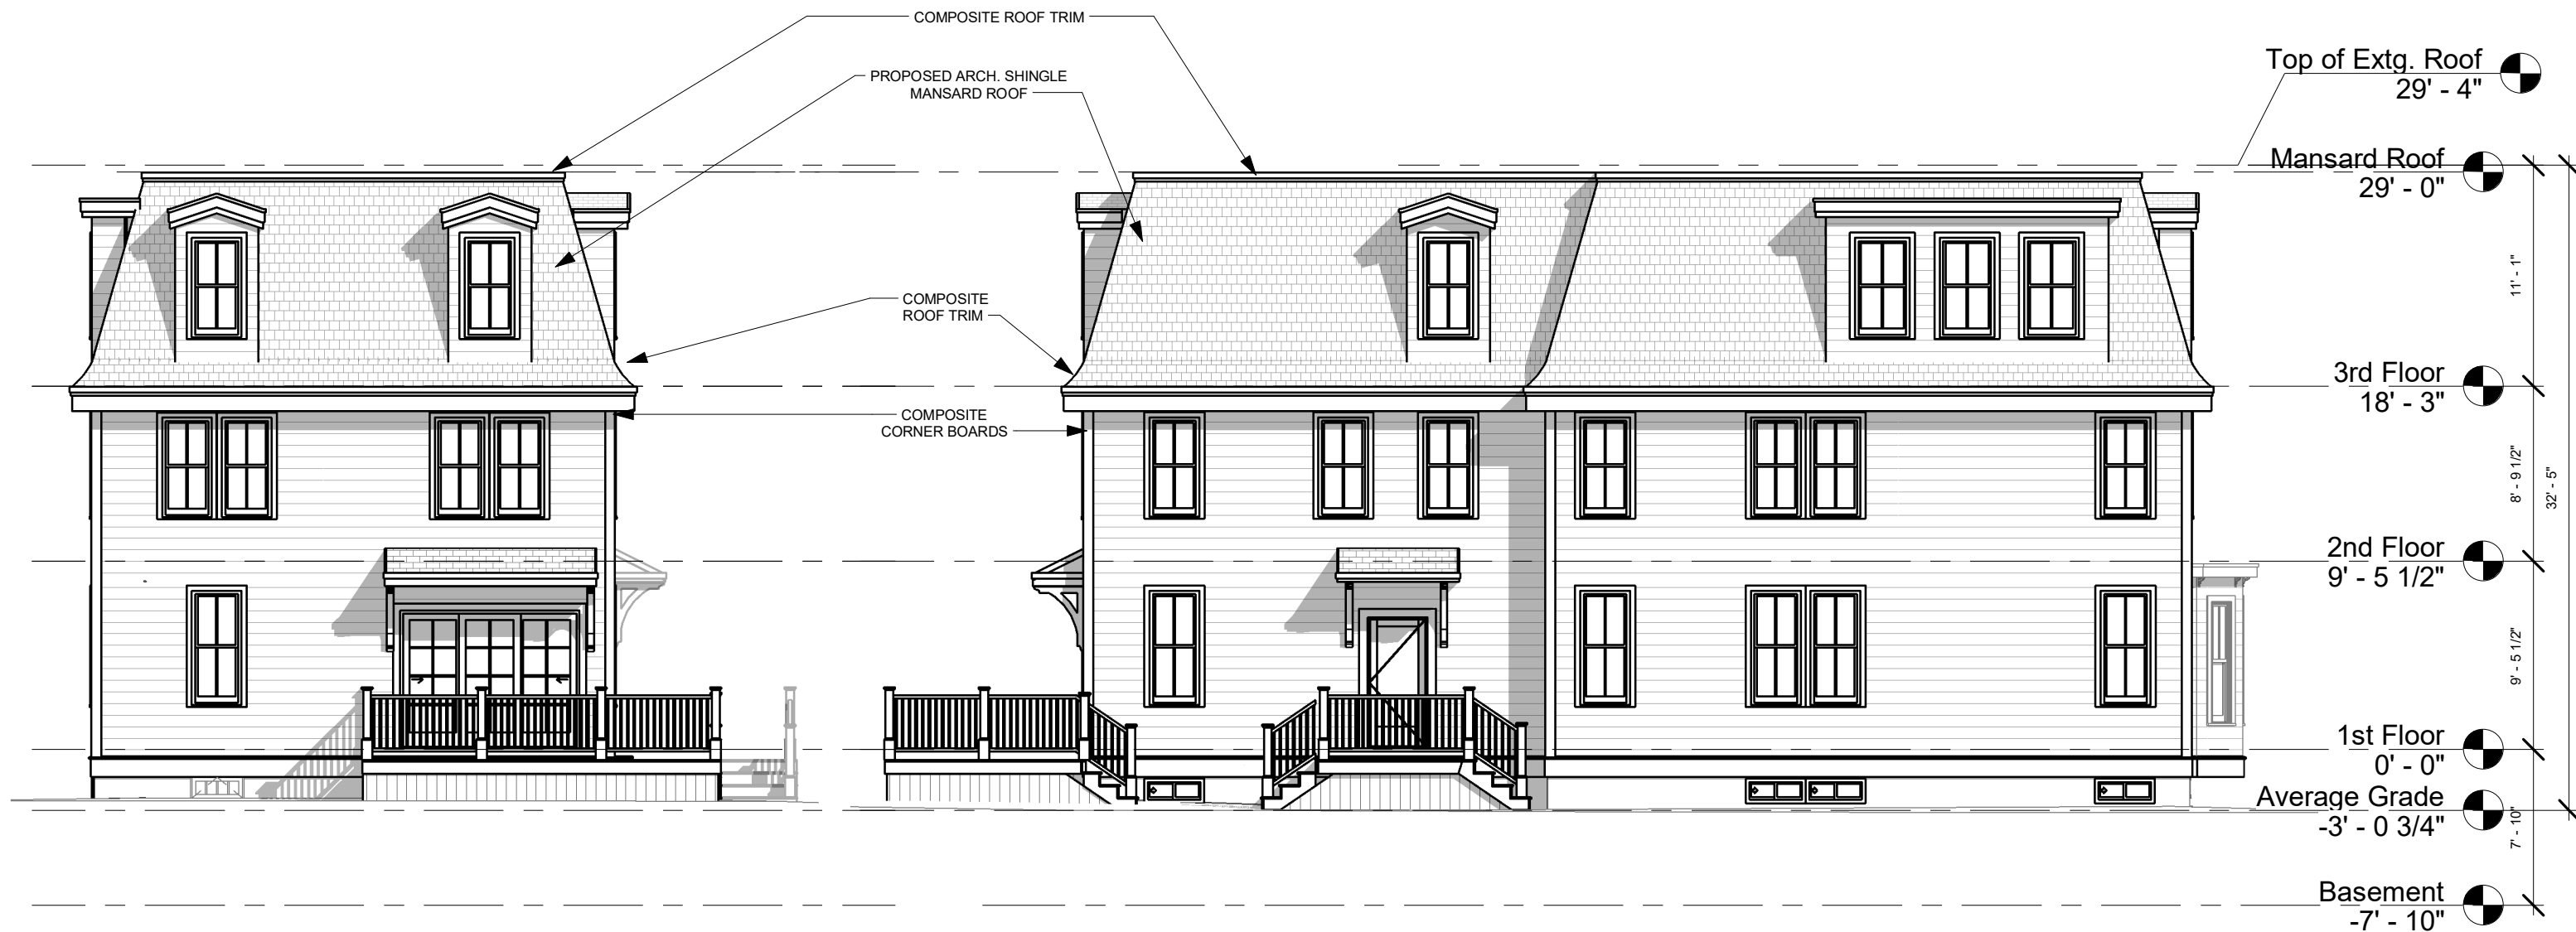 COMPOSITE ROOF TRIM
PROPOSED ARCH. SHINGLE
MANSARD ROOF
COMPOSITE
ROOF TRIM
COMPOSITE
CORNER BOARDS
Top of Extg. Roof
29' - 4"
Mansard Roof
29' - 0"
11' - 1"
3rd Floor
18' - 3"
8' - 9 1/2"
32' - 5"
2nd Floor
9' - 5 1/2"
9' - 5 1/2"
1st Floor
0' - 0"
Average Grade
-3' - 0 3/4"
7' - 10"
Basement
-7' - 10"